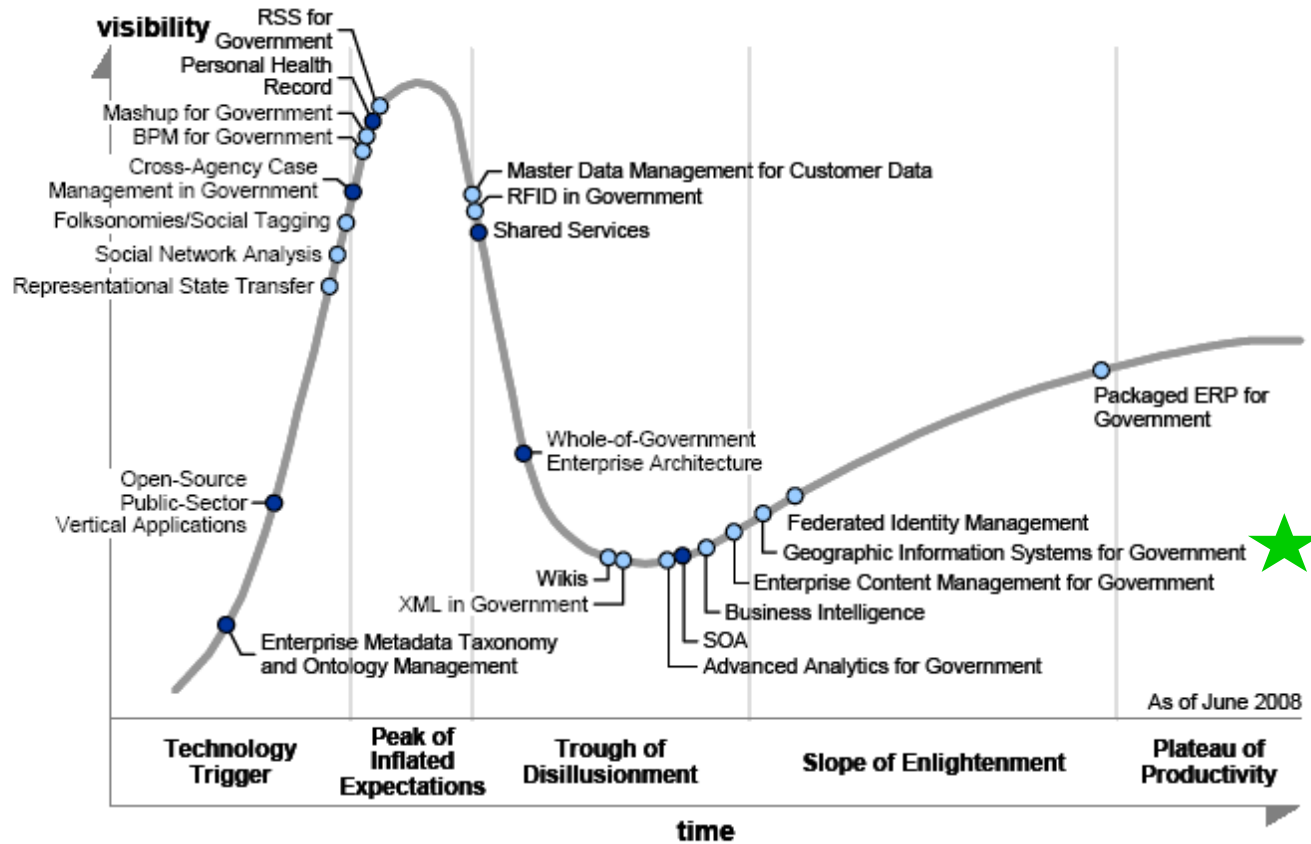 visibility
RSS for
Government
Personal Health
Record
Mashup for Government
BPM for Government
Cross-Agency Case
Management in Government
Folksonomies/Social Tagging
Social Network Analysis
Representational State Transfer
Open-Source
Public-Sector
Vertical Applications
Enterprise Metadata Taxonomy
and Ontology Management
Master Data Management for Customer Data
RFID in Government
Shared Services
Whole-of-Government
Enterprise Architecture
Wikis
XML in Government
Packaged ERP for
Government
Federated Identity Management
Geographic Information Systems for Government
Enterprise Content Management for Government
Business Intelligence
SOA
Advanced Analytics for Government
As of June 2008
Technology
Trigger
Peak of
Inflated
Expectations
Trough of
Disillusionment
Slope of Enlightenment
Plateau of
Productivity
time